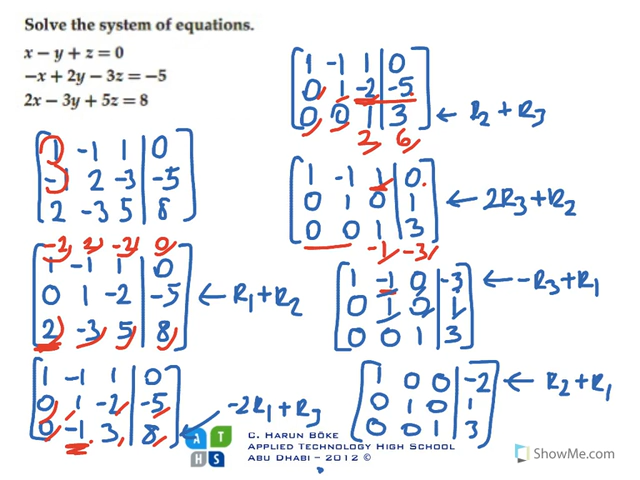 Solve the system of equations.
x − y + z = 0
−x + 2y − 3z = −5
2x − 3y + 5z = 8
1 -1 1 | 0
-1 2 -3 | -5
2 -3 5 | 8
-2 2 -2 0
1 -1 1 | 0
0 1 -2 | -5 ← R1+R2
2 -3 5 | 8
1 -1 1 | 0
0 1 -2 | -5
0 -1 3 | 8 ← -2R1+R3
1 -1 1 | 0
0 1 -2 | -5
0 0 1 | 3 ← R2+R3
2 6
1 -1 1 | 0
0 1 0 | 1 ← 2R3+R2
0 0 1 | 3
-1 -3
1 -1 0 | -3 ← -R3+R1
0 1 0 | 1
0 0 1 | 3
1 0 0 | -2 ← R2+R1
0 1 0 | 1
0 0 1 | 3
A T
H S
C. Harun Böke
Applied Technology High School
Abu Dhabi – 2012 ©
ShowMe.com